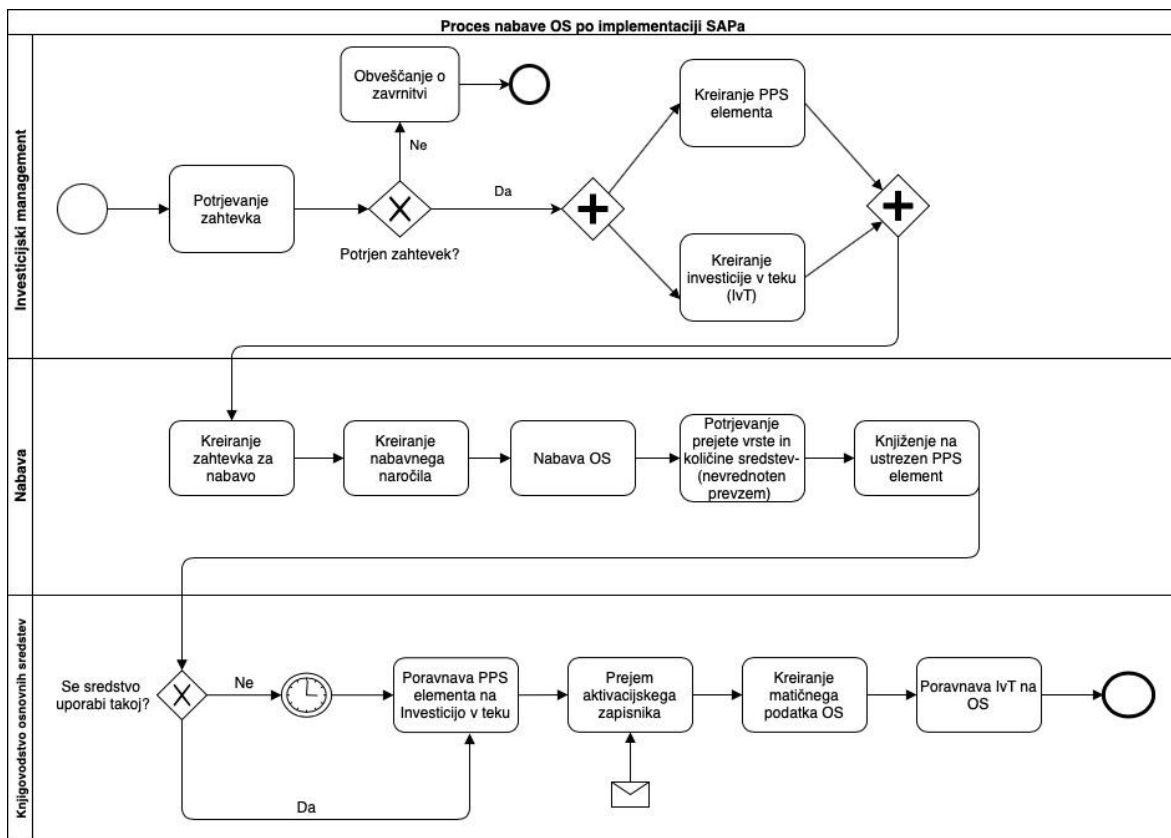 Proces nabave OS po implementaciji SAPa
Investicijski management
Obveščanje o
zavrnitvi
Ne
Potrjevanje
zahtevka
Potrjen zahtevek?
Da
Kreiranje PPS
elementa
Kreiranje
investicije v teku
(IvT)
Nabava
Kreiranje
zahtevka za
nabavo
Kreiranje
nabavnega
naročila
Nabava OS
Potrjevanje
prejete vrste in
količine sredstev-
(nevrednoten
prevzem)
Knjiženje na
ustrezen PPS
element
Knjigovodstvo osnovnih sredstev
Se sredstvo
uporabi takoj?
Ne
Da
Poravnava PPS
elementa na
Investicijo v teku
Prejem
aktivacijskega
zapisnika
Kreiranje
matičnega
podatka OS
Poravnava IvT na
OS